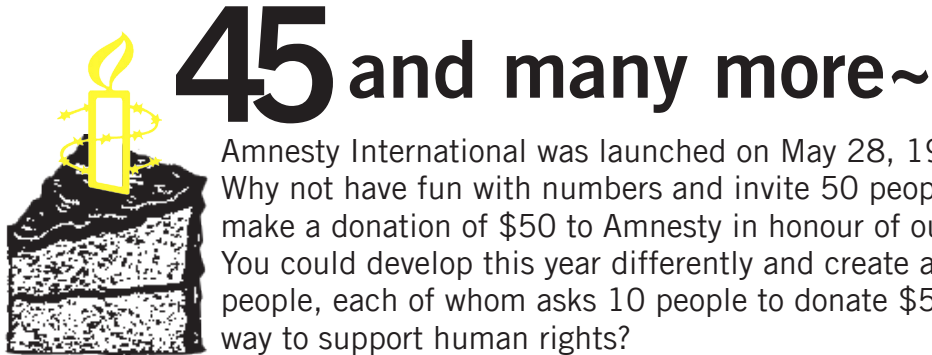 45 and many more~
Amnesty International was launched on May 28, 19
Why not have fun with numbers and invite 50 peop
make a donation of $50 to Amnesty in honour of ou
You could develop this year differently and create a
people, each of whom asks 10 people to donate $5
way to support human rights?